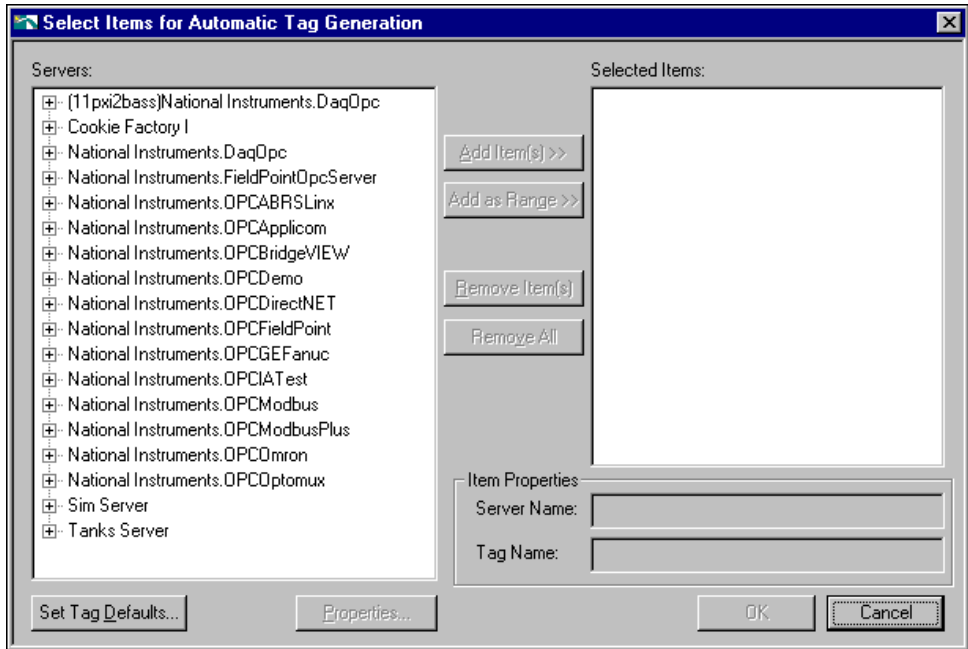 Select Items for Automatic Tag Generation
Servers:
(11pxi2bass)National Instruments.DaqOpc
Cookie Factory I
National Instruments.DaqOpc
National Instruments.FieldPointOpcServer
National Instruments.OPCABRSLinx
National Instruments.OPCApplicom
National Instruments.OPCBridgeVIEW
National Instruments.OPCDemo
National Instruments.OPCDirectNET
National Instruments.OPCFieldPoint
National Instruments.OPCGEFanuc
National Instruments.OPCIATest
National Instruments.OPCModbus
National Instruments.OPCModbusPlus
National Instruments.OPCOmron
National Instruments.OPCOptomux
Sim Server
Tanks Server
Add Item(s) >>
Add as Range >>
Remove Item(s)
Remove All
Selected Items:
Item Properties
Server Name:
Tag Name:
Set Tag Defaults...
Properties...
OK
Cancel